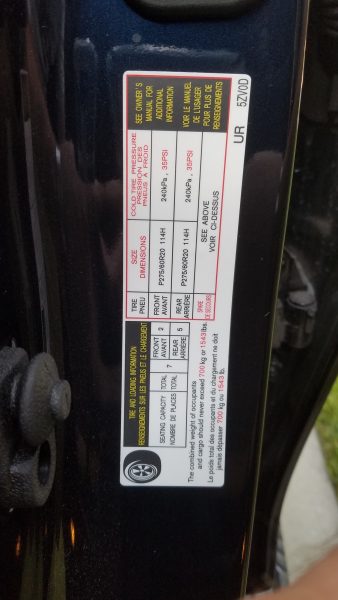 TIRE AND LOADING INFORMATION
RENSEIGNEMENTS SUR LES PNEUS ET LE CHARGEMENT
SEATING CAPACITY
NOMBRE DE PLACES
TOTAL
TOTAL
7
FRONT
AVANT
2
REAR
ARRIÈRE
5
The combined weight of occupants
and cargo should never exceed 700 kg or 1543 lbs.
Le poids total des occupants et du chargement ne doit
jamais dépasser 700 kg ou 1543 lb.
TIRE
PNEU
SIZE
DIMENSIONS
COLD TIRE PRESSURE
PRESSION DES
PNEUS A FROID
FRONT
AVANT
P275/60R20 114H
240kPa , 35PSI
REAR
ARRIÈRE
P275/60R20 114H
240kPa , 35PSI
SPARE
DE SECOURS
SEE ABOVE
VOIR CI-DESSUS
SEE OWNER'S
MANUAL FOR
ADDITIONAL
INFORMATION
VOIR LE MANUEL
DE L'USAGER
POUR PLUS DE
RENSEIGNEMENTS
UR
5ZV0D